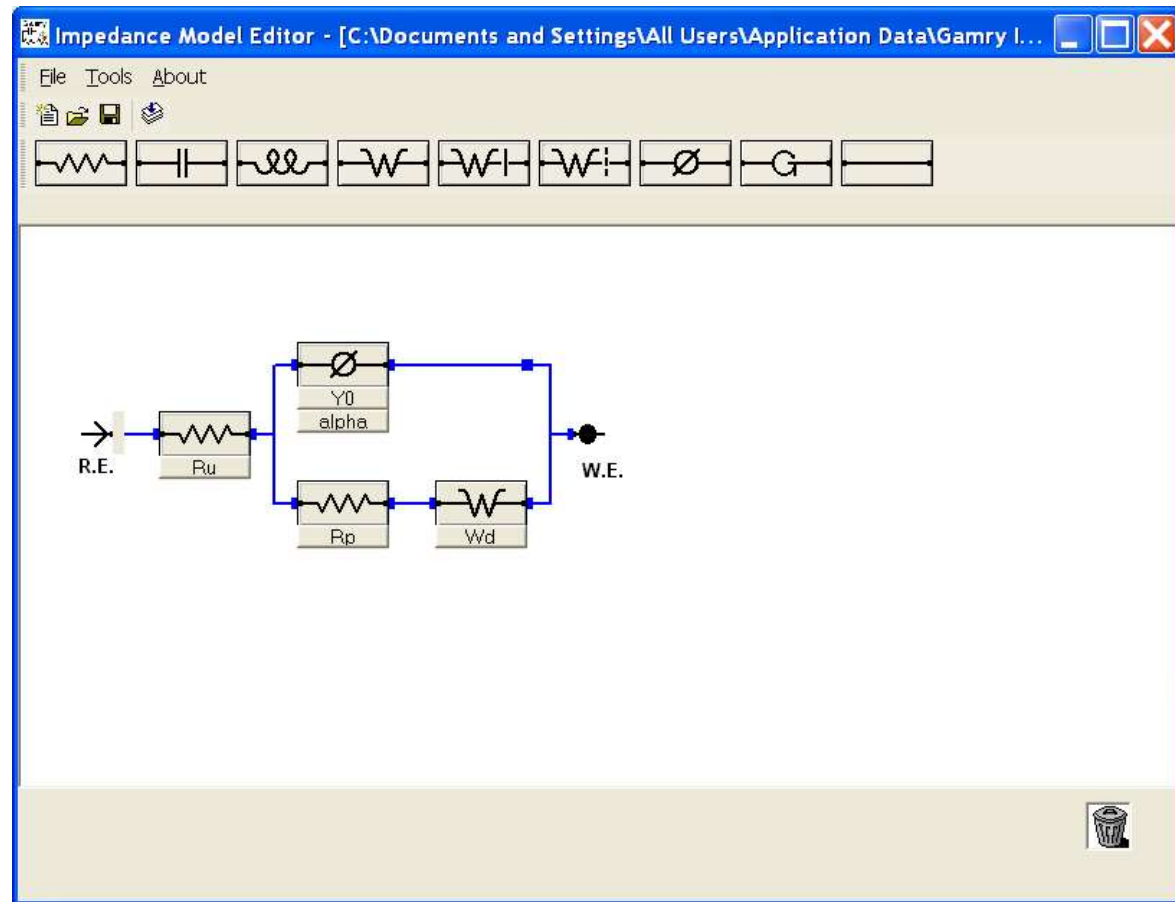 Impedance Model Editor - [C:\Documents and Settings\All Users\Application Data\Gamry I...
File Tools About
W W W G
Y0
alpha
R.E.
Ru
W.E.
W
Rp
Wd